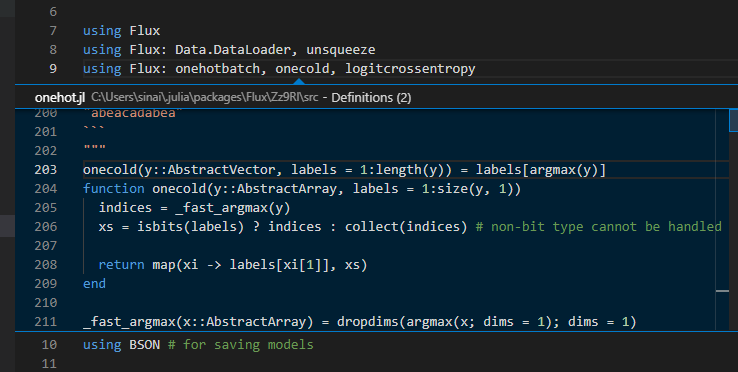 6
7 using Flux
8 using Flux: Data.DataLoader, unsqueeze
9 using Flux: onehotbatch, onecold, logitcrossentropy
onehot.jl C:\Users\sinai\julia\packages\Flux\Zz9RI\src - Definitions (2)
200 "abeacadabea"
201 ```
202 """
203 onecold(y::AbstractVector, labels = 1:length(y)) = labels[argmax(y)]
204 function onecold(y::AbstractArray, labels = 1:size(y, 1))
205 indices = _fast_argmax(y)
206 xs = isbits(labels) ? indices : collect(indices) # non-bit type cannot be handled
207
208 return map(xi -> labels[xi[1]], xs)
209 end
210
211 _fast_argmax(x::AbstractArray) = dropdims(argmax(x; dims = 1); dims = 1)
10 using BSON # for saving models
11